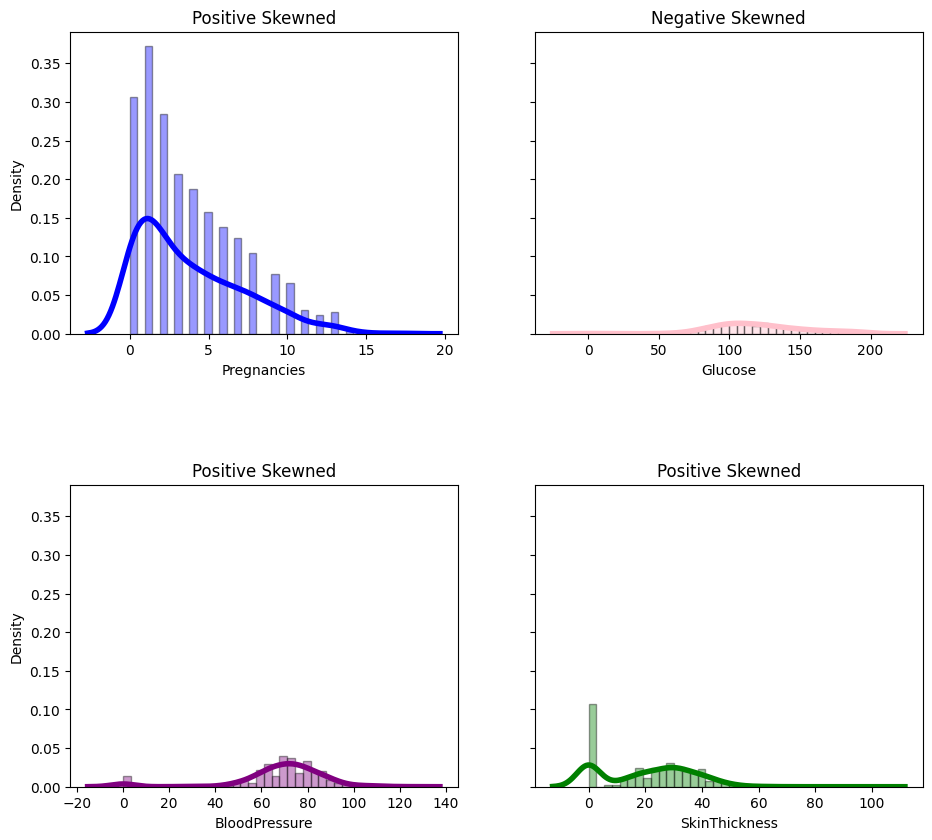 Positive Skewned
Negative Skewned
0.35
0.30
0.25
0.20
0.15
0.10
0.05
0.00
Density
0 5 10 15 20
0 50 100 150 200
Pregnancies
Glucose
Positive Skewned
Positive Skewned
0.35
0.30
0.25
0.20
0.15
0.10
0.05
0.00
Density
−20 0 20 40 60 80 100 120 140
0 20 40 60 80 100
BloodPressure
SkinThickness